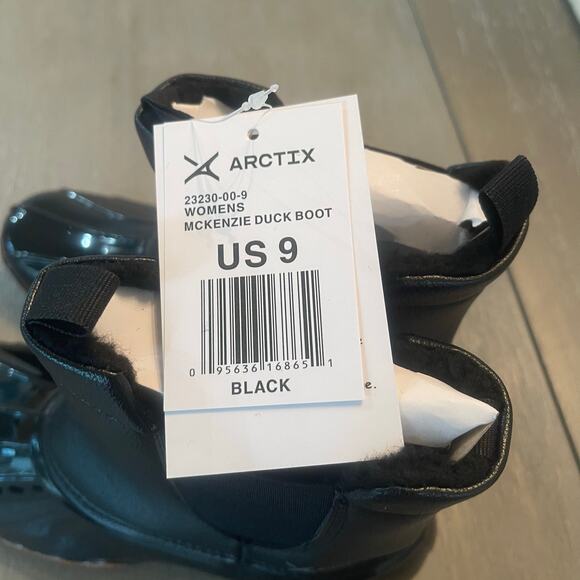 ARCTIX
23230-00-9
WOMENS
MCKENZIE DUCK BOOT
US 9
0 95636 16865 1
BLACK